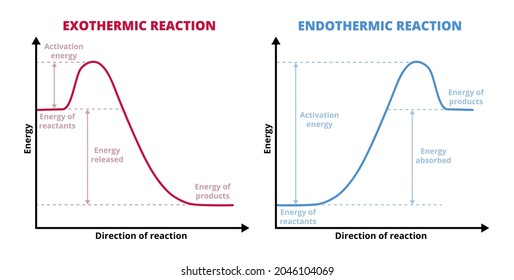 EXOTHERMIC REACTION
Activation
energy
Energy of
reactants
Energy
released
Energy of
products
Energy
Direction of reaction
ENDOTHERMIC REACTION
Activation
energy
Energy of
products
Energy
absorbed
Energy of
reactants
Energy
Direction of reaction
shutterstock.com · 2046104069